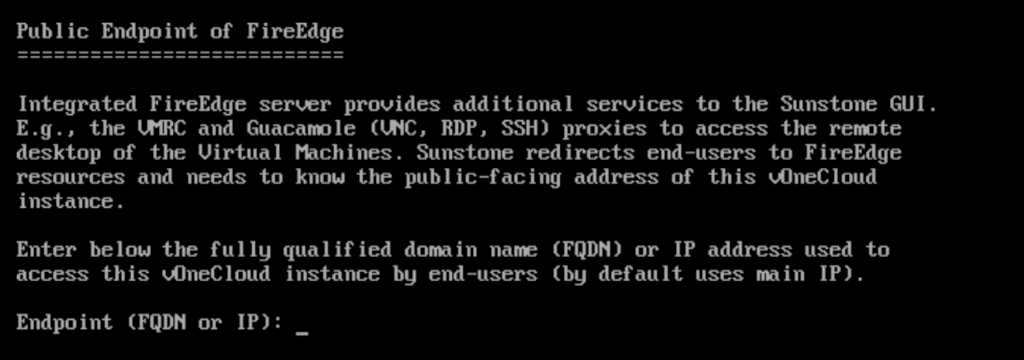 Public Endpoint of FireEdge
===========================
Integrated FireEdge server provides additional services to the Sunstone GUI.
E.g., the VMRC and Guacamole (VNC, RDP, SSH) proxies to access the remote
desktop of the Virtual Machines. Sunstone redirects end-users to FireEdge
resources and needs to know the public-facing address of this vOneCloud
instance.
Enter below the fully qualified domain name (FQDN) or IP address used to
access this vOneCloud instance by end-users (by default uses main IP).
Endpoint (FQDN or IP): _